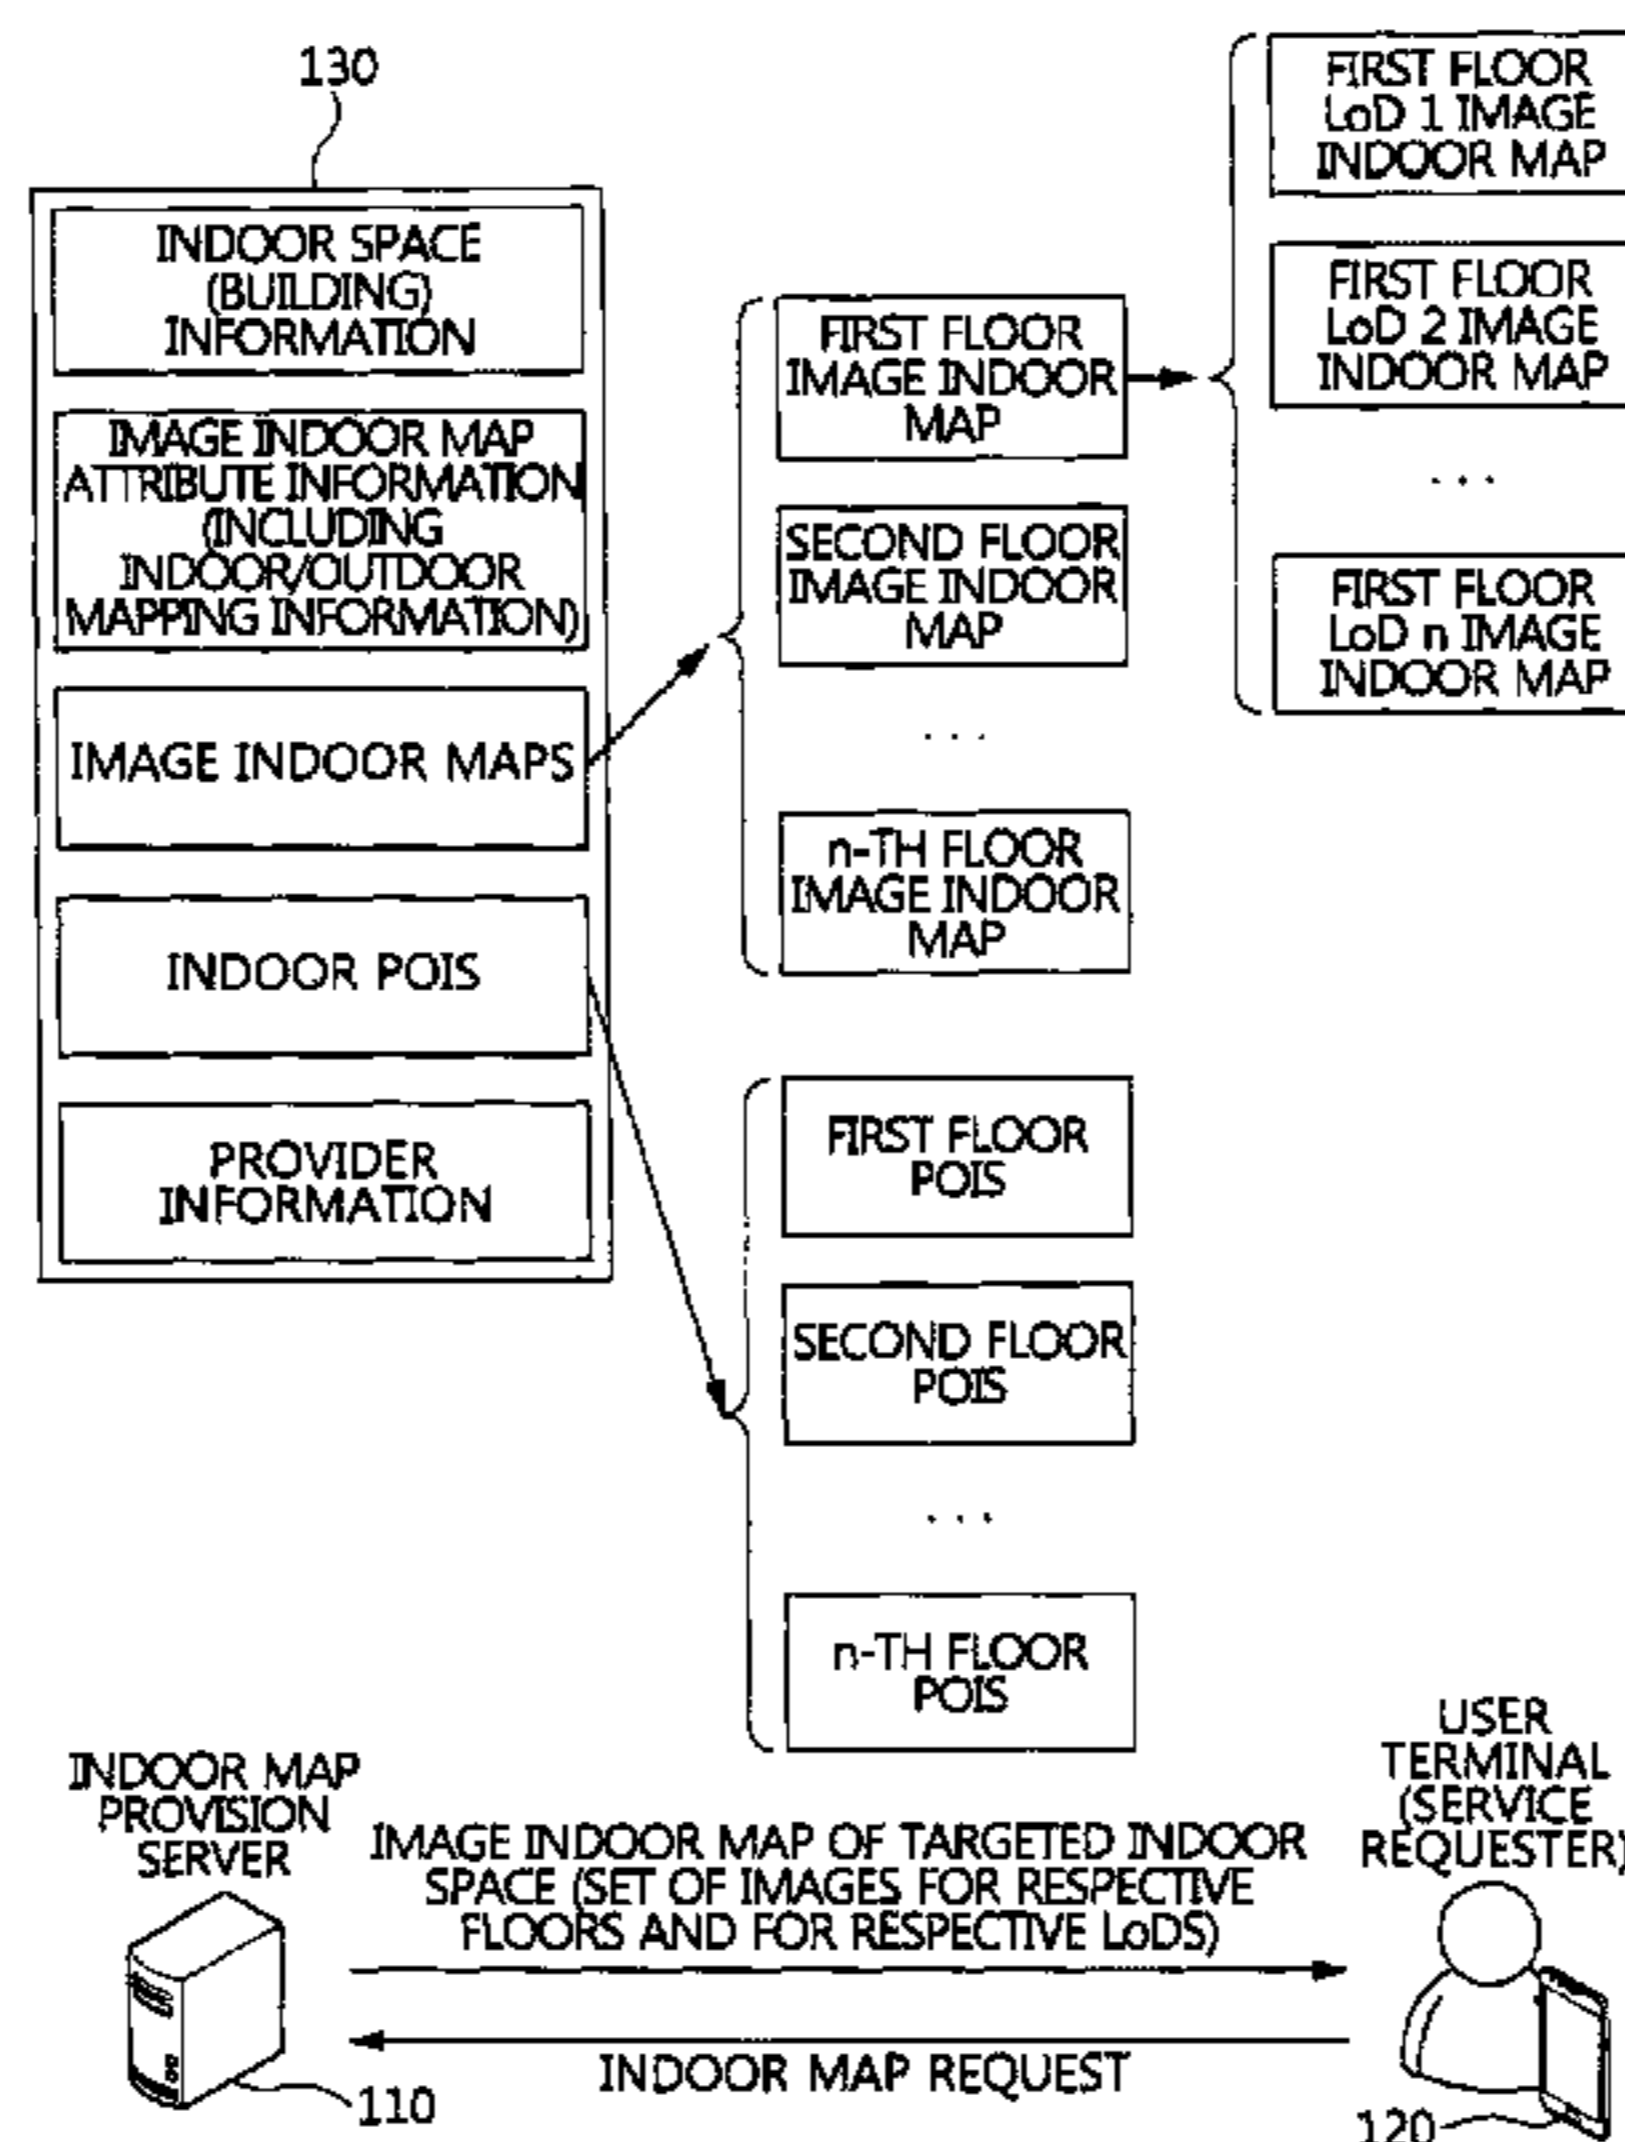 130
INDOOR SPACE
(BUILDING)
INFORMATION
IMAGE INDOOR MAP
ATTRIBUTE INFORMATION
(INCLUDING
INDOOR/OUTDOOR
MAPPING INFORMATION)
IMAGE INDOOR MAPS
INDOOR POIS
PROVIDER
INFORMATION
FIRST FLOOR
IMAGE INDOOR
MAP
SECOND FLOOR
IMAGE INDOOR
MAP
...
n-TH FLOOR
IMAGE INDOOR
MAP
FIRST FLOOR
LoD 1 IMAGE
INDOOR MAP
FIRST FLOOR
LoD 2 IMAGE
INDOOR MAP
...
FIRST FLOOR
LoD n IMAGE
INDOOR MAP
FIRST FLOOR
POIS
SECOND FLOOR
POIS
...
n-TH FLOOR
POIS
INDOOR MAP
PROVISION
SERVER
110
IMAGE INDOOR MAP OF TARGETED INDOOR
SPACE (SET OF IMAGES FOR RESPECTIVE
FLOORS AND FOR RESPECTIVE LoDS)
INDOOR MAP REQUEST
USER
TERMINAL
(SERVICE
REQUESTER)
120